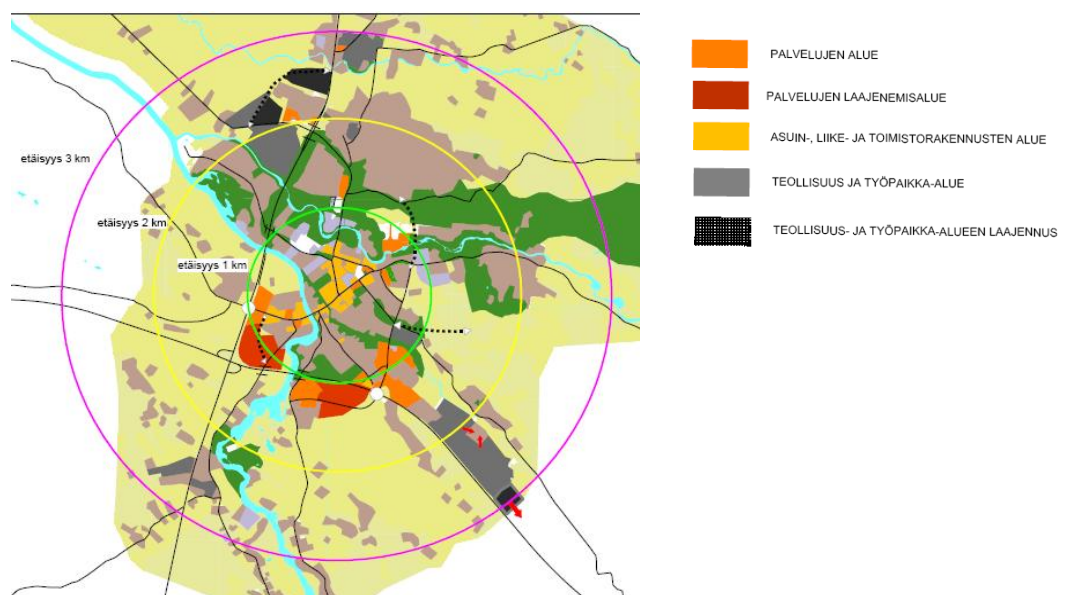 PALVELUJEN ALUE
PALVELUJEN LAAJENEMISALUE
ASUIN-, LIIKE- JA TOIMISTORAKENNUSTEN ALUE
TEOLLISUUS JA TYÖPAIKKA-ALUE
TEOLLISUUS- JA TYÖPAIKKA-ALUEEN LAAJENNUS
etäisyys 3 km
etäisyys 2 km
etäisyys 1 km